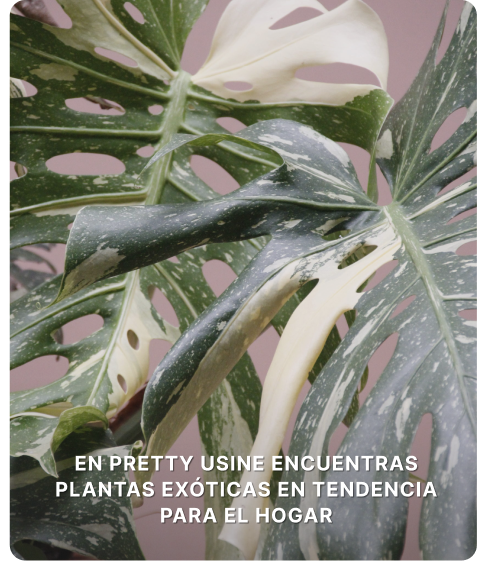 EN PRETTY USINE ENCUENTRAS
PLANTAS EXÓTICAS EN TENDENCIA
PARA EL HOGAR